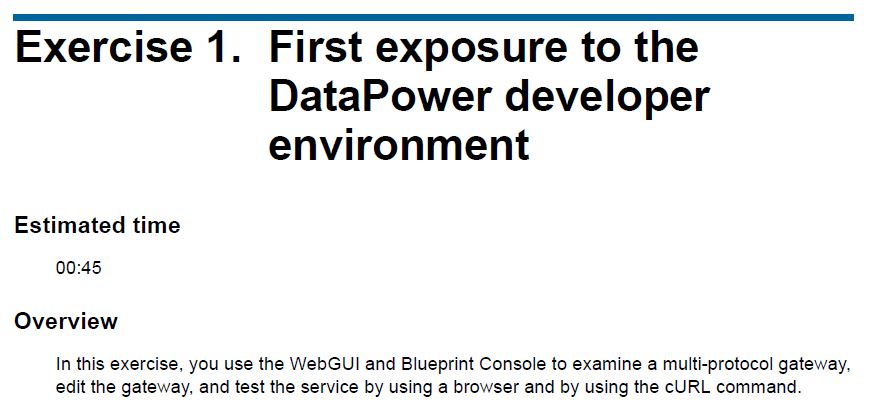 Exercise 1. First exposure to the
DataPower developer
environment
Estimated time
00:45
Overview
In this exercise, you use the WebGUI and Blueprint Console to examine a multi-protocol gateway,
edit the gateway, and test the service by using a browser and by using the cURL command.